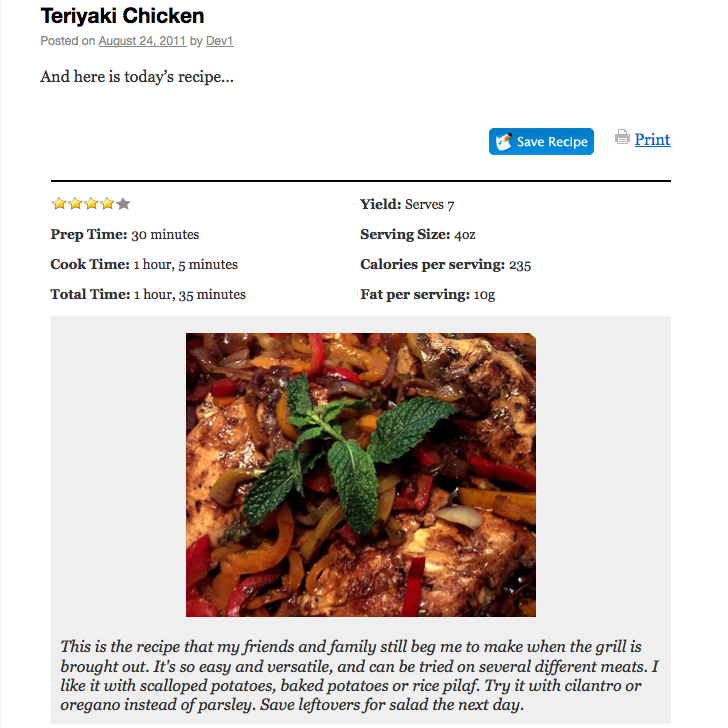 Teriyaki Chicken
Posted on August 24, 2011 by Dev1
And here is today's recipe...
Save Recipe
Print
Yield: Serves 7
Prep Time: 30 minutes
Serving Size: 4oz
Cook Time: 1 hour, 5 minutes
Calories per serving: 235
Total Time: 1 hour, 35 minutes
Fat per serving: 10g
This is the recipe that my friends and family still beg me to make when the grill is
brought out. It's so easy and versatile, and can be tried on several different meats. I
like it with scalloped potatoes, baked potatoes or rice pilaf. Try it with cilantro or
oregano instead of parsley. Save leftovers for salad the next day.